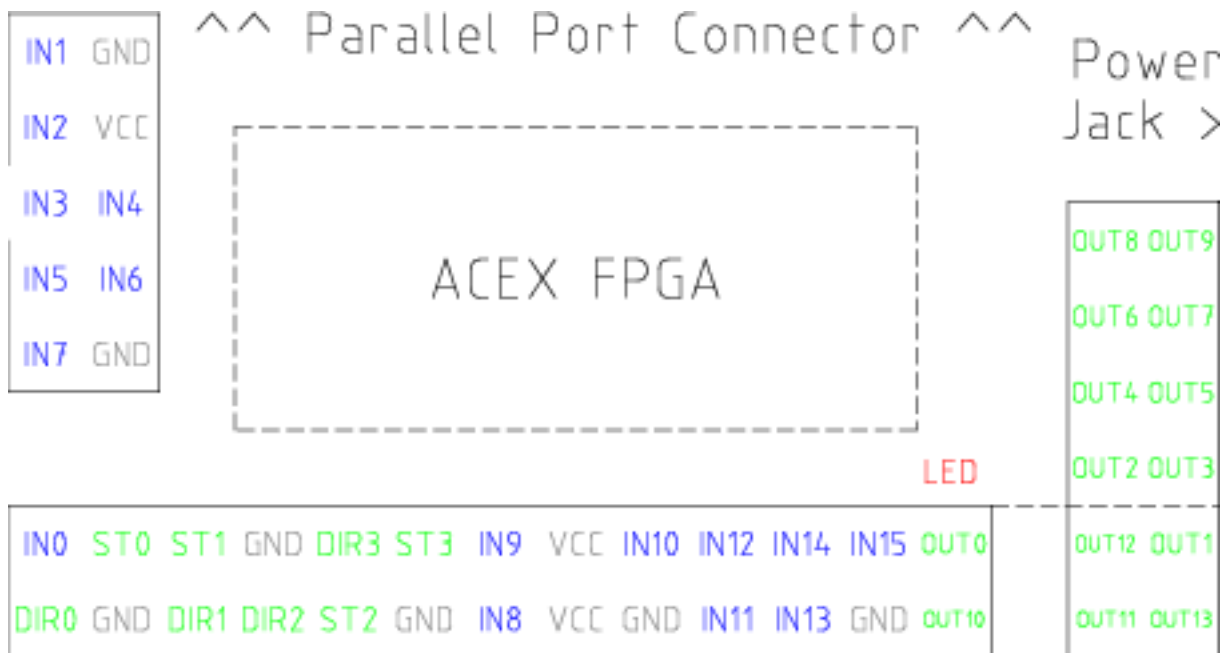 ^^ Parallel Port Connector ^^
Power
Jack >
IN1 GND
IN2 VCC
IN3 IN4
IN5 IN6
IN7 GND
ACEX FPGA
OUT8 OUT9
OUT6 OUT7
OUT4 OUT5
OUT2 OUT3
LED
IN0 ST0 ST1 GND DIR3 ST3 IN9 VCC IN10 IN12 IN14 IN15 OUT0
DIR0 GND DIR1 DIR2 ST2 GND IN8 VCC GND IN11 IN13 GND OUT10
OUT12 OUT1
OUT11 OUT13